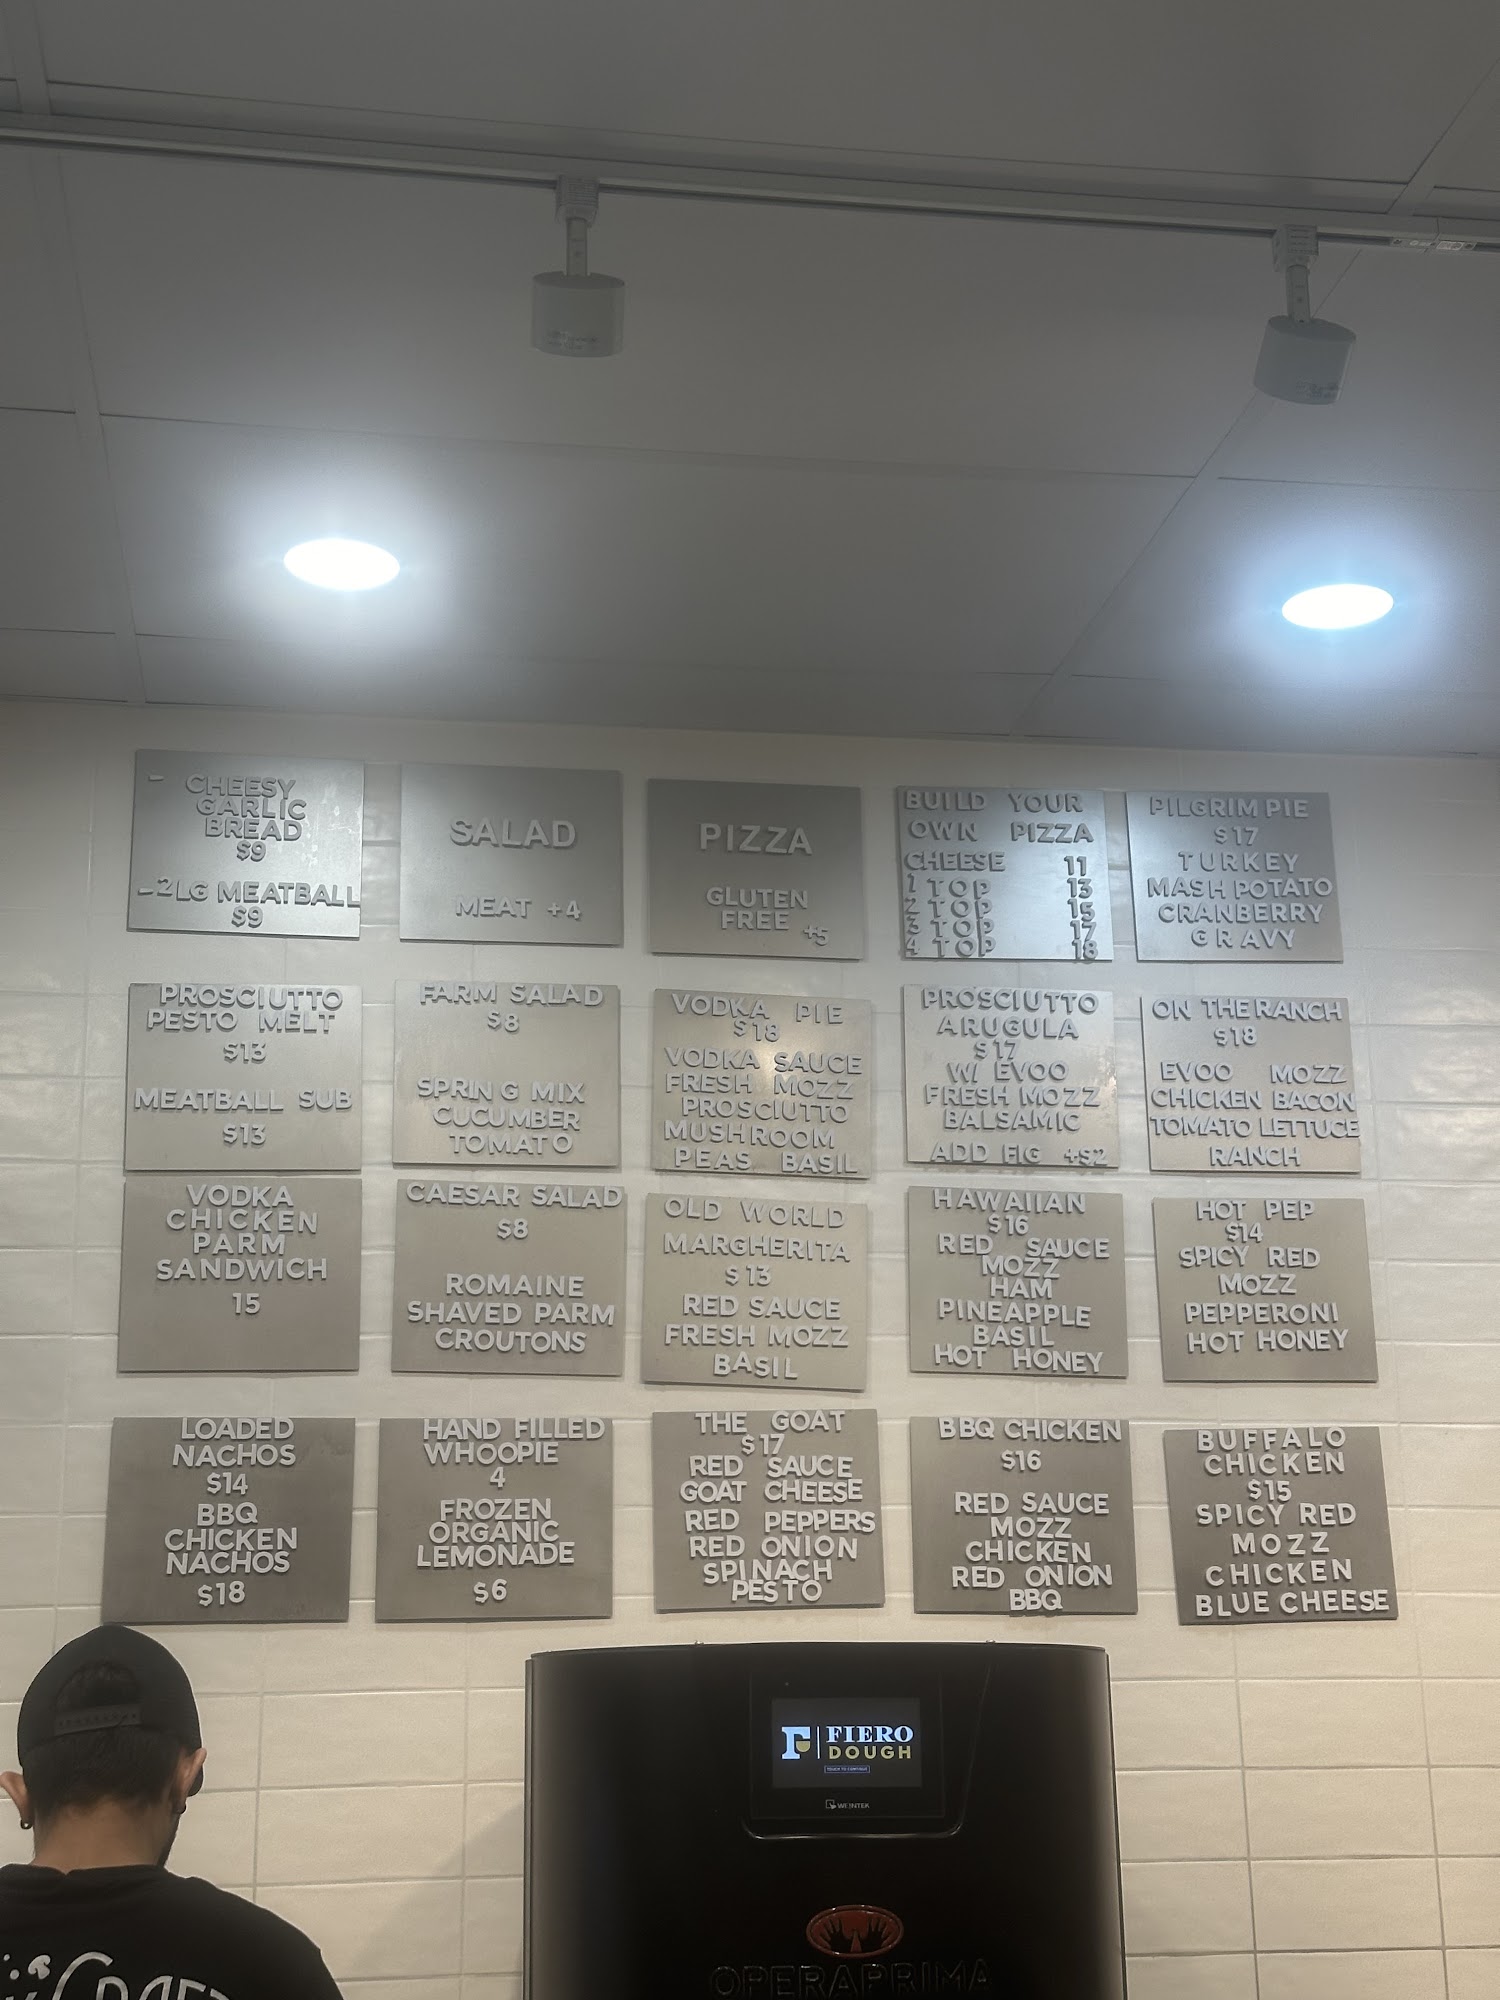 - CHEESY
GARLIC
BREAD
$9
-2 LG MEATBALL
$9
SALAD
MEAT +4
PIZZA
GLUTEN
FREE +5
BUILD YOUR
OWN PIZZA
CHEESE 11
1 TOP 13
2 TOP 15
3 TOP 17
4 TOP 18
PILGRIM PIE
$17
TURKEY
MASH POTATO
CRANBERRY
GRAVY
PROSCIUTTO
PESTO MELT
$13
MEATBALL SUB
$13
FARM SALAD
$8
SPRING MIX
CUCUMBER
TOMATO
VODKA PIE
$18
VODKA SAUCE
FRESH MOZZ
PROSCIUTTO
MUSHROOM
PEAS BASIL
PROSCIUTTO
ARUGULA
$17
W/ EVOO
FRESH MOZZ
BALSAMIC
ADD FIG +$2
ON THE RANCH
$18
EVOO MOZZ
CHICKEN BACON
TOMATO LETTUCE
RANCH
VODKA
CHICKEN
PARM
SANDWICH
15
CAESAR SALAD
$8
ROMAINE
SHAVED PARM
CROUTONS
OLD WORLD
MARGHERITA
$13
RED SAUCE
FRESH MOZZ
BASIL
HAWAIIAN
$16
RED SAUCE
MOZZ
HAM
PINEAPPLE
BASIL
HOT HONEY
HOT PEP
$14
SPICY RED
MOZZ
PEPPERONI
HOT HONEY
LOADED
NACHOS
$14
BBQ
CHICKEN
NACHOS
$18
HAND FILLED
WHOOPIE
4
FROZEN
ORGANIC
LEMONADE
$6
THE GOAT
$17
RED SAUCE
GOAT CHEESE
RED PEPPERS
RED ONION
SPINACH
PESTO
BBQ CHICKEN
$16
RED SAUCE
MOZZ
CHICKEN
RED ONION
BBQ
BUFFALO
CHICKEN
$15
SPICY RED
MOZZ
CHICKEN
BLUE CHEESE
F FIERO
DOUGH
TOUCH TO CONTINUE
WEINTEK
OPERAPRIMA